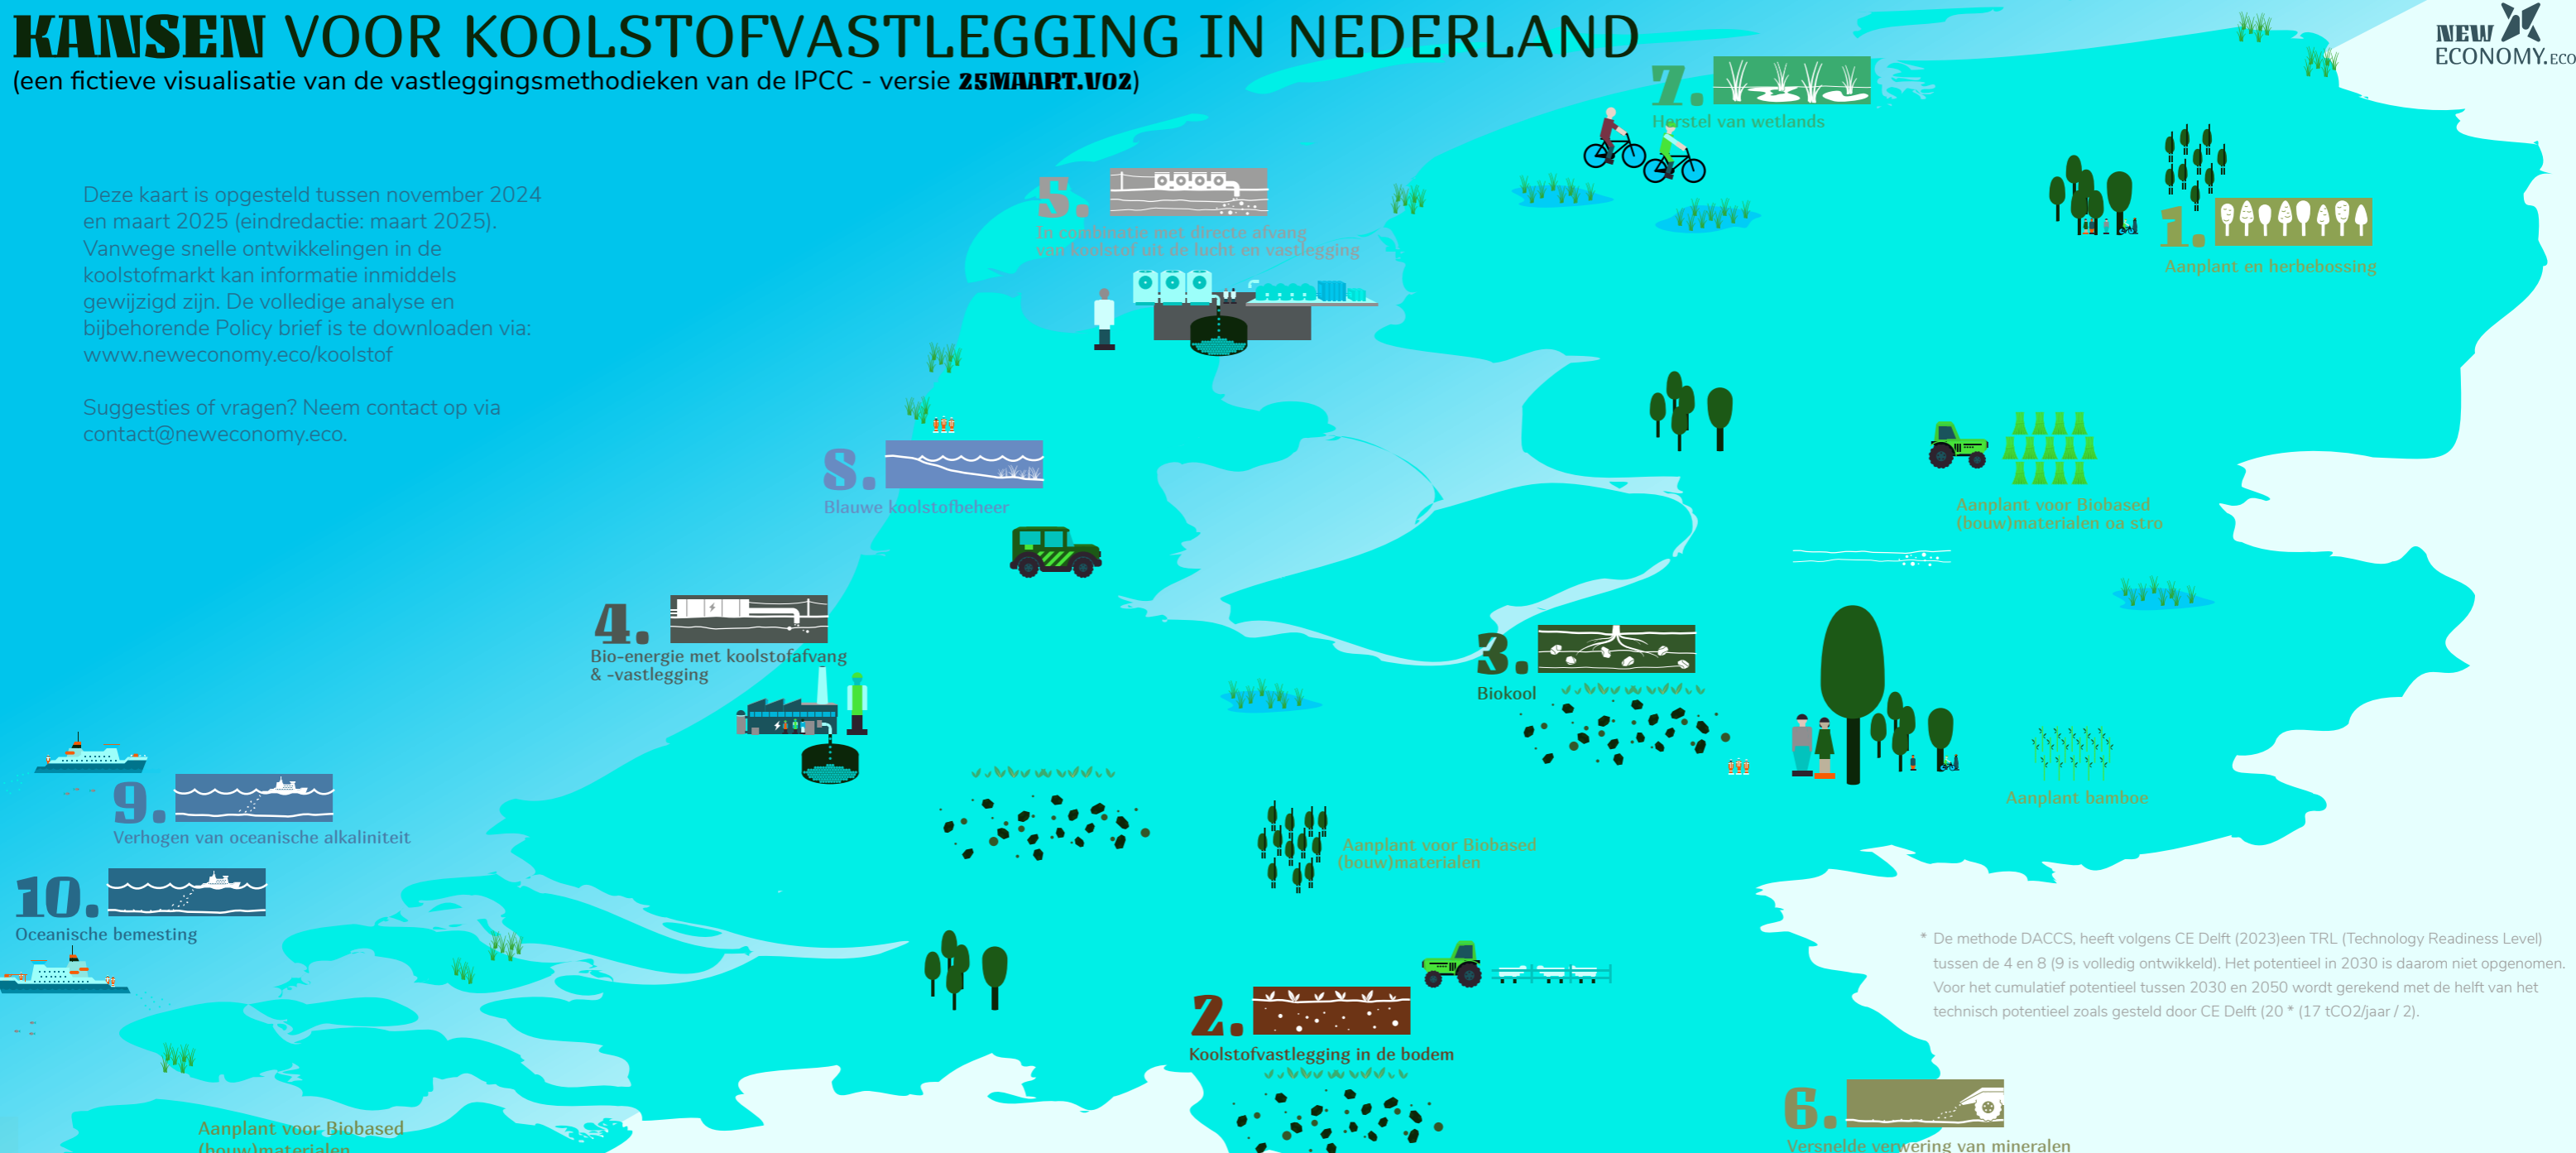 KANSEN VOOR KOOLSTOFVASTLEGGING IN NEDERLAND
(een fictieve visualisatie van de vastleggingsmethodieken van de IPCC - versie 25MAART.V02)
NEW
ECONOMY.ECO
Deze kaart is opgesteld tussen november 2024
en maart 2025 (eindredactie: maart 2025).
Vanwege snelle ontwikkelingen in de
koolstofmarkt kan informatie inmiddels
gewijzigd zijn. De volledige analyse en
bijbehorende Policy brief is te downloaden via:
www.neweconomy.eco/koolstof
Suggesties of vragen? Neem contact op via
contact@neweconomy.eco.
7.
Herstel van wetlands
5.
In combinatie met directe afvang
van koolstof uit de lucht en vastlegging
1.
Aanplant en herbebossing
8.
Blauwe koolstofbeheer
Aanplant voor Biobased
(bouw)materialen oa stro
4.
Bio-energie met koolstofafvang
& -vastlegging
3.
Biokool
Aanplant bamboe
9.
Verhogen van oceanische alkaliniteit
Aanplant voor Biobased
(bouw)materialen
10.
Oceanische bemesting
* De methode DACCS, heeft volgens CE Delft (2023)een TRL (Technology Readiness Level)
tussen de 4 en 8 (9 is volledig ontwikkeld). Het potentieel in 2030 is daarom niet opgenomen.
Voor het cumulatief potentieel tussen 2030 en 2050 wordt gerekend met de helft van het
technisch potentieel zoals gesteld door CE Delft (20 * (17 tCO2/jaar / 2).
2.
Koolstofvastlegging in de bodem
6.
Versnelde verwering van mineralen
Aanplant voor Biobased
(bouw)materialen